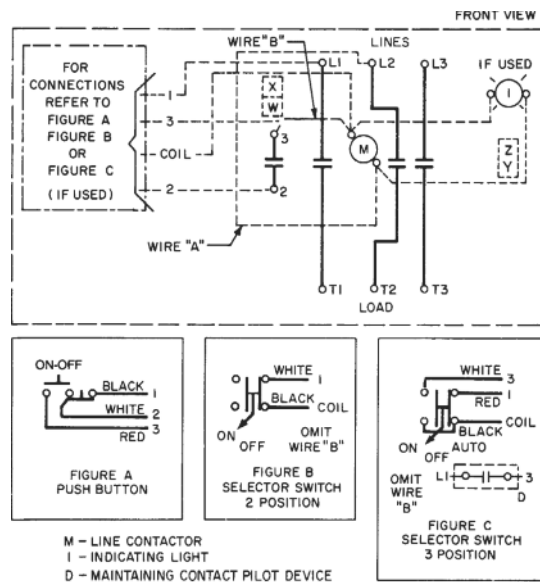 FRONT VIEW
WIRE "B"
LINES
L1
L2
L3
IF USED
FOR
CONNECTIONS
REFER TO
FIGURE A
FIGURE B
OR
FIGURE C
(IF USED)
1
3
COIL
2
X
W
3
2
M
I
Z
Y
WIRE "A"
T1
T2
T3
LOAD
ON-OFF
BLACK
1
WHITE
2
RED
3
FIGURE A
PUSH BUTTON
WHITE
1
BLACK
COIL
ON
OFF
OMIT
WIRE "B"
FIGURE B
SELECTOR SWITCH
2 POSITION
WHITE
3
RED
1
COIL
BLACK
ON
OFF
AUTO
OMIT
WIRE
"B"
L1
3
D
FIGURE C
SELECTOR SWITCH
3 POSITION
M - LINE CONTACTOR
I - INDICATING LIGHT
D - MAINTAINING CONTACT PILOT DEVICE